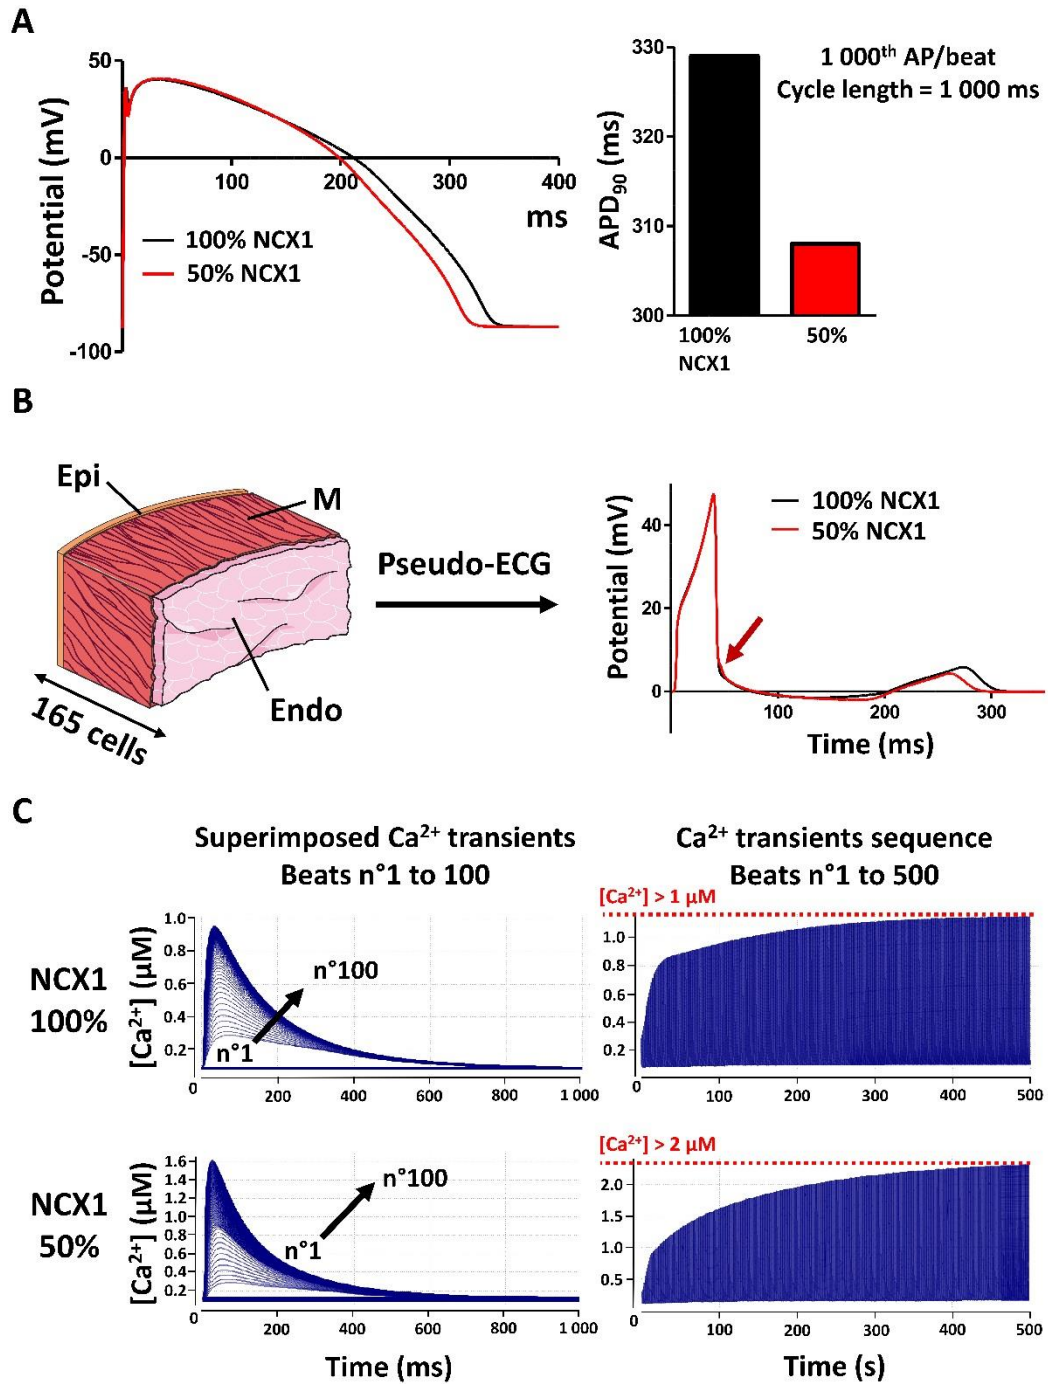 A
50
0
-50
-100
100
200
300
400
ms
Potential (mV)
100% NCX1
50% NCX1
330
320
310
300
APD90 (ms)
1 000th AP/beat
Cycle length = 1 000 ms
100%
NCX1
50%
B
Epi
M
Endo
165 cells
Pseudo-ECG
Potential (mV)
40
20
0
100
200
300
Time (ms)
100% NCX1
50% NCX1
C
Superimposed Ca2+ transients
Beats n°1 to 100
Ca2+ transients sequence
Beats n°1 to 500
NCX1
100%
[Ca2+] (µM)
1.0
0.8
0.6
0.4
0.2
n°100
n°1
0
200
400
600
800
1 000
[Ca2+] > 1 µM
1.0
0.8
0.6
0.4
0.2
0
100
200
300
400
500
NCX1
50%
[Ca2+] (µM)
1.6
1.4
1.2
1.0
0.8
0.6
0.4
0.2
n°100
n°1
0
200
400
600
800
1 000
Time (ms)
[Ca2+] > 2 µM
2.0
1.5
1.0
0.5
0
100
200
300
400
500
Time (s)